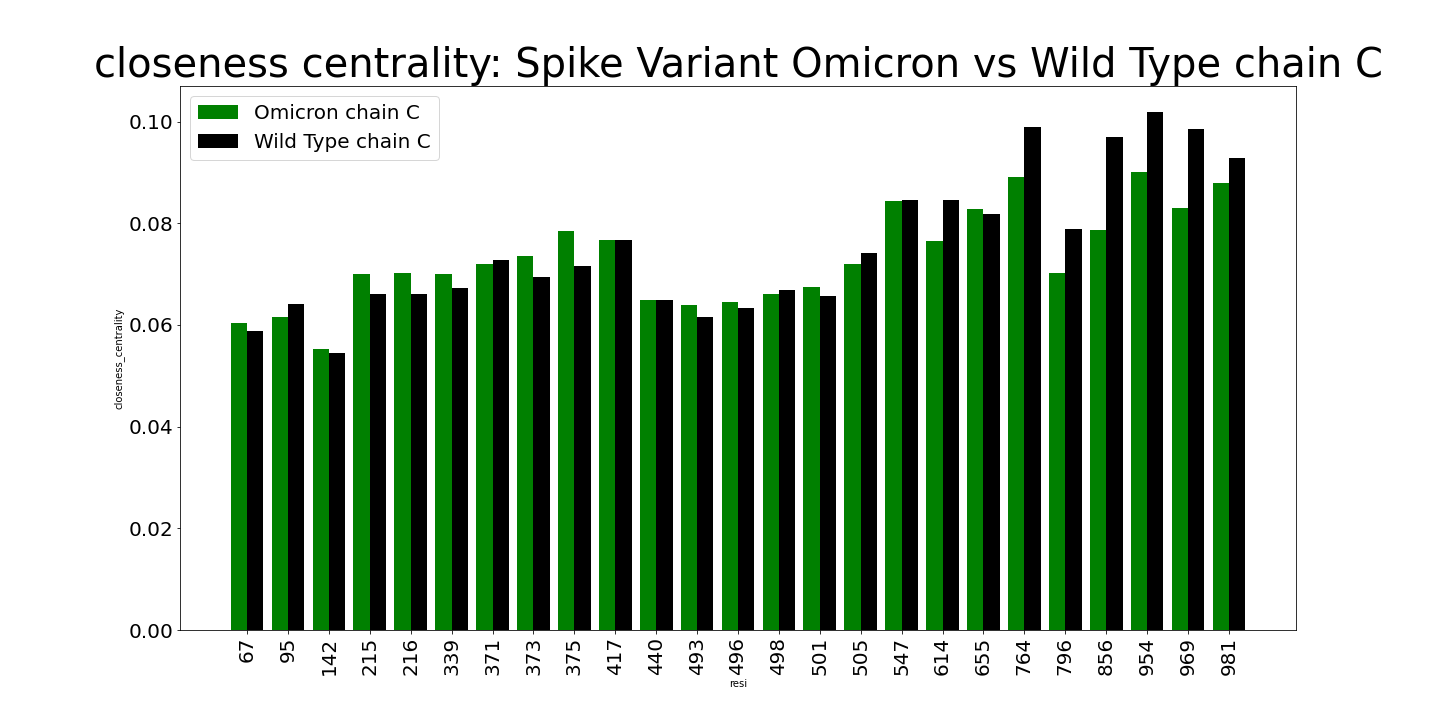 closeness centrality: Spike Variant Omicron vs Wild Type chain C
Omicron chain C
Wild Type chain C
0.10
0.08
0.06
0.04
0.02
0.00
closeness_centrality
67 95 142 215 216 339 371 373 375 417 440 493 496 498 501 505 547 614 655 764 796 856 954 969 981
resi